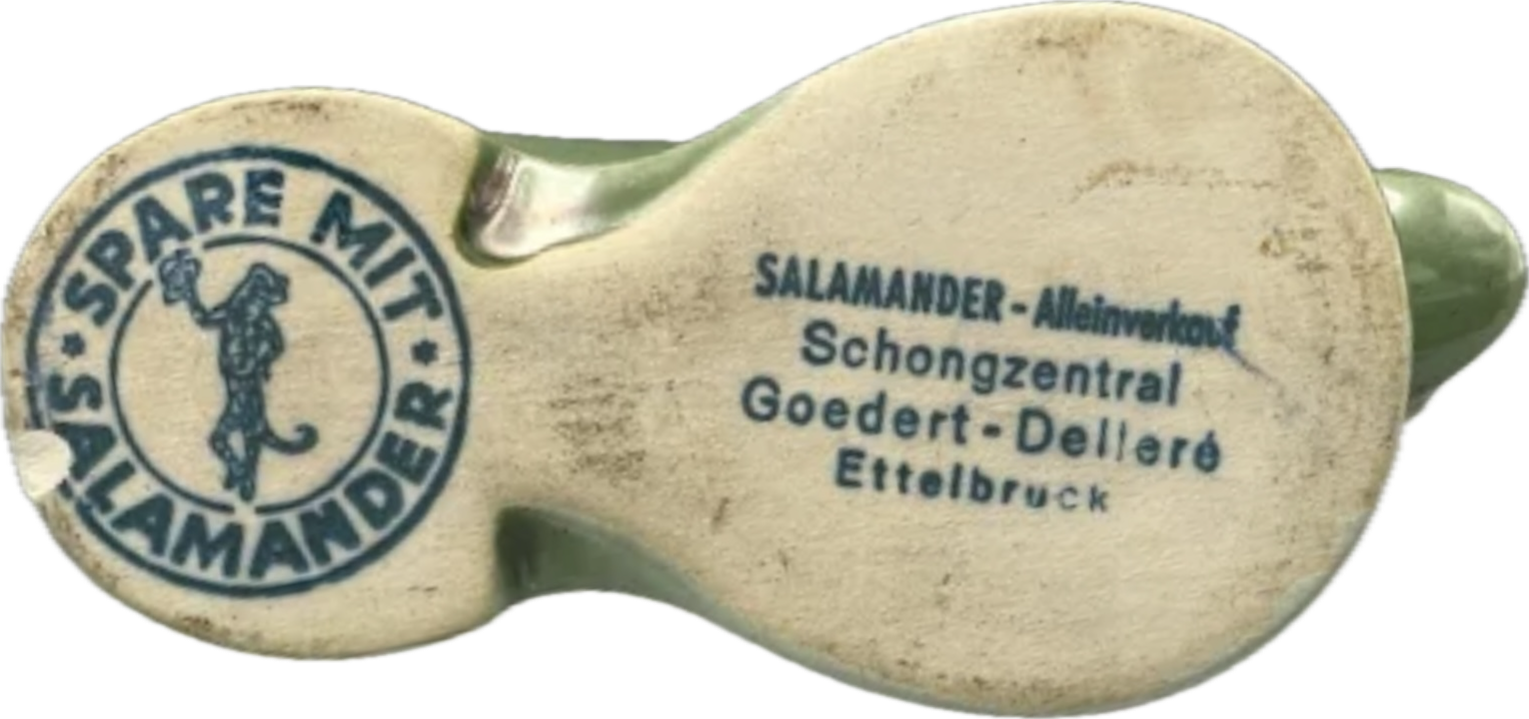 SPARE MIT
SALAMANDER
SALAMANDER - Alleinverkauf
Schongzentral
Goedert - Delleré
Ettelbruck